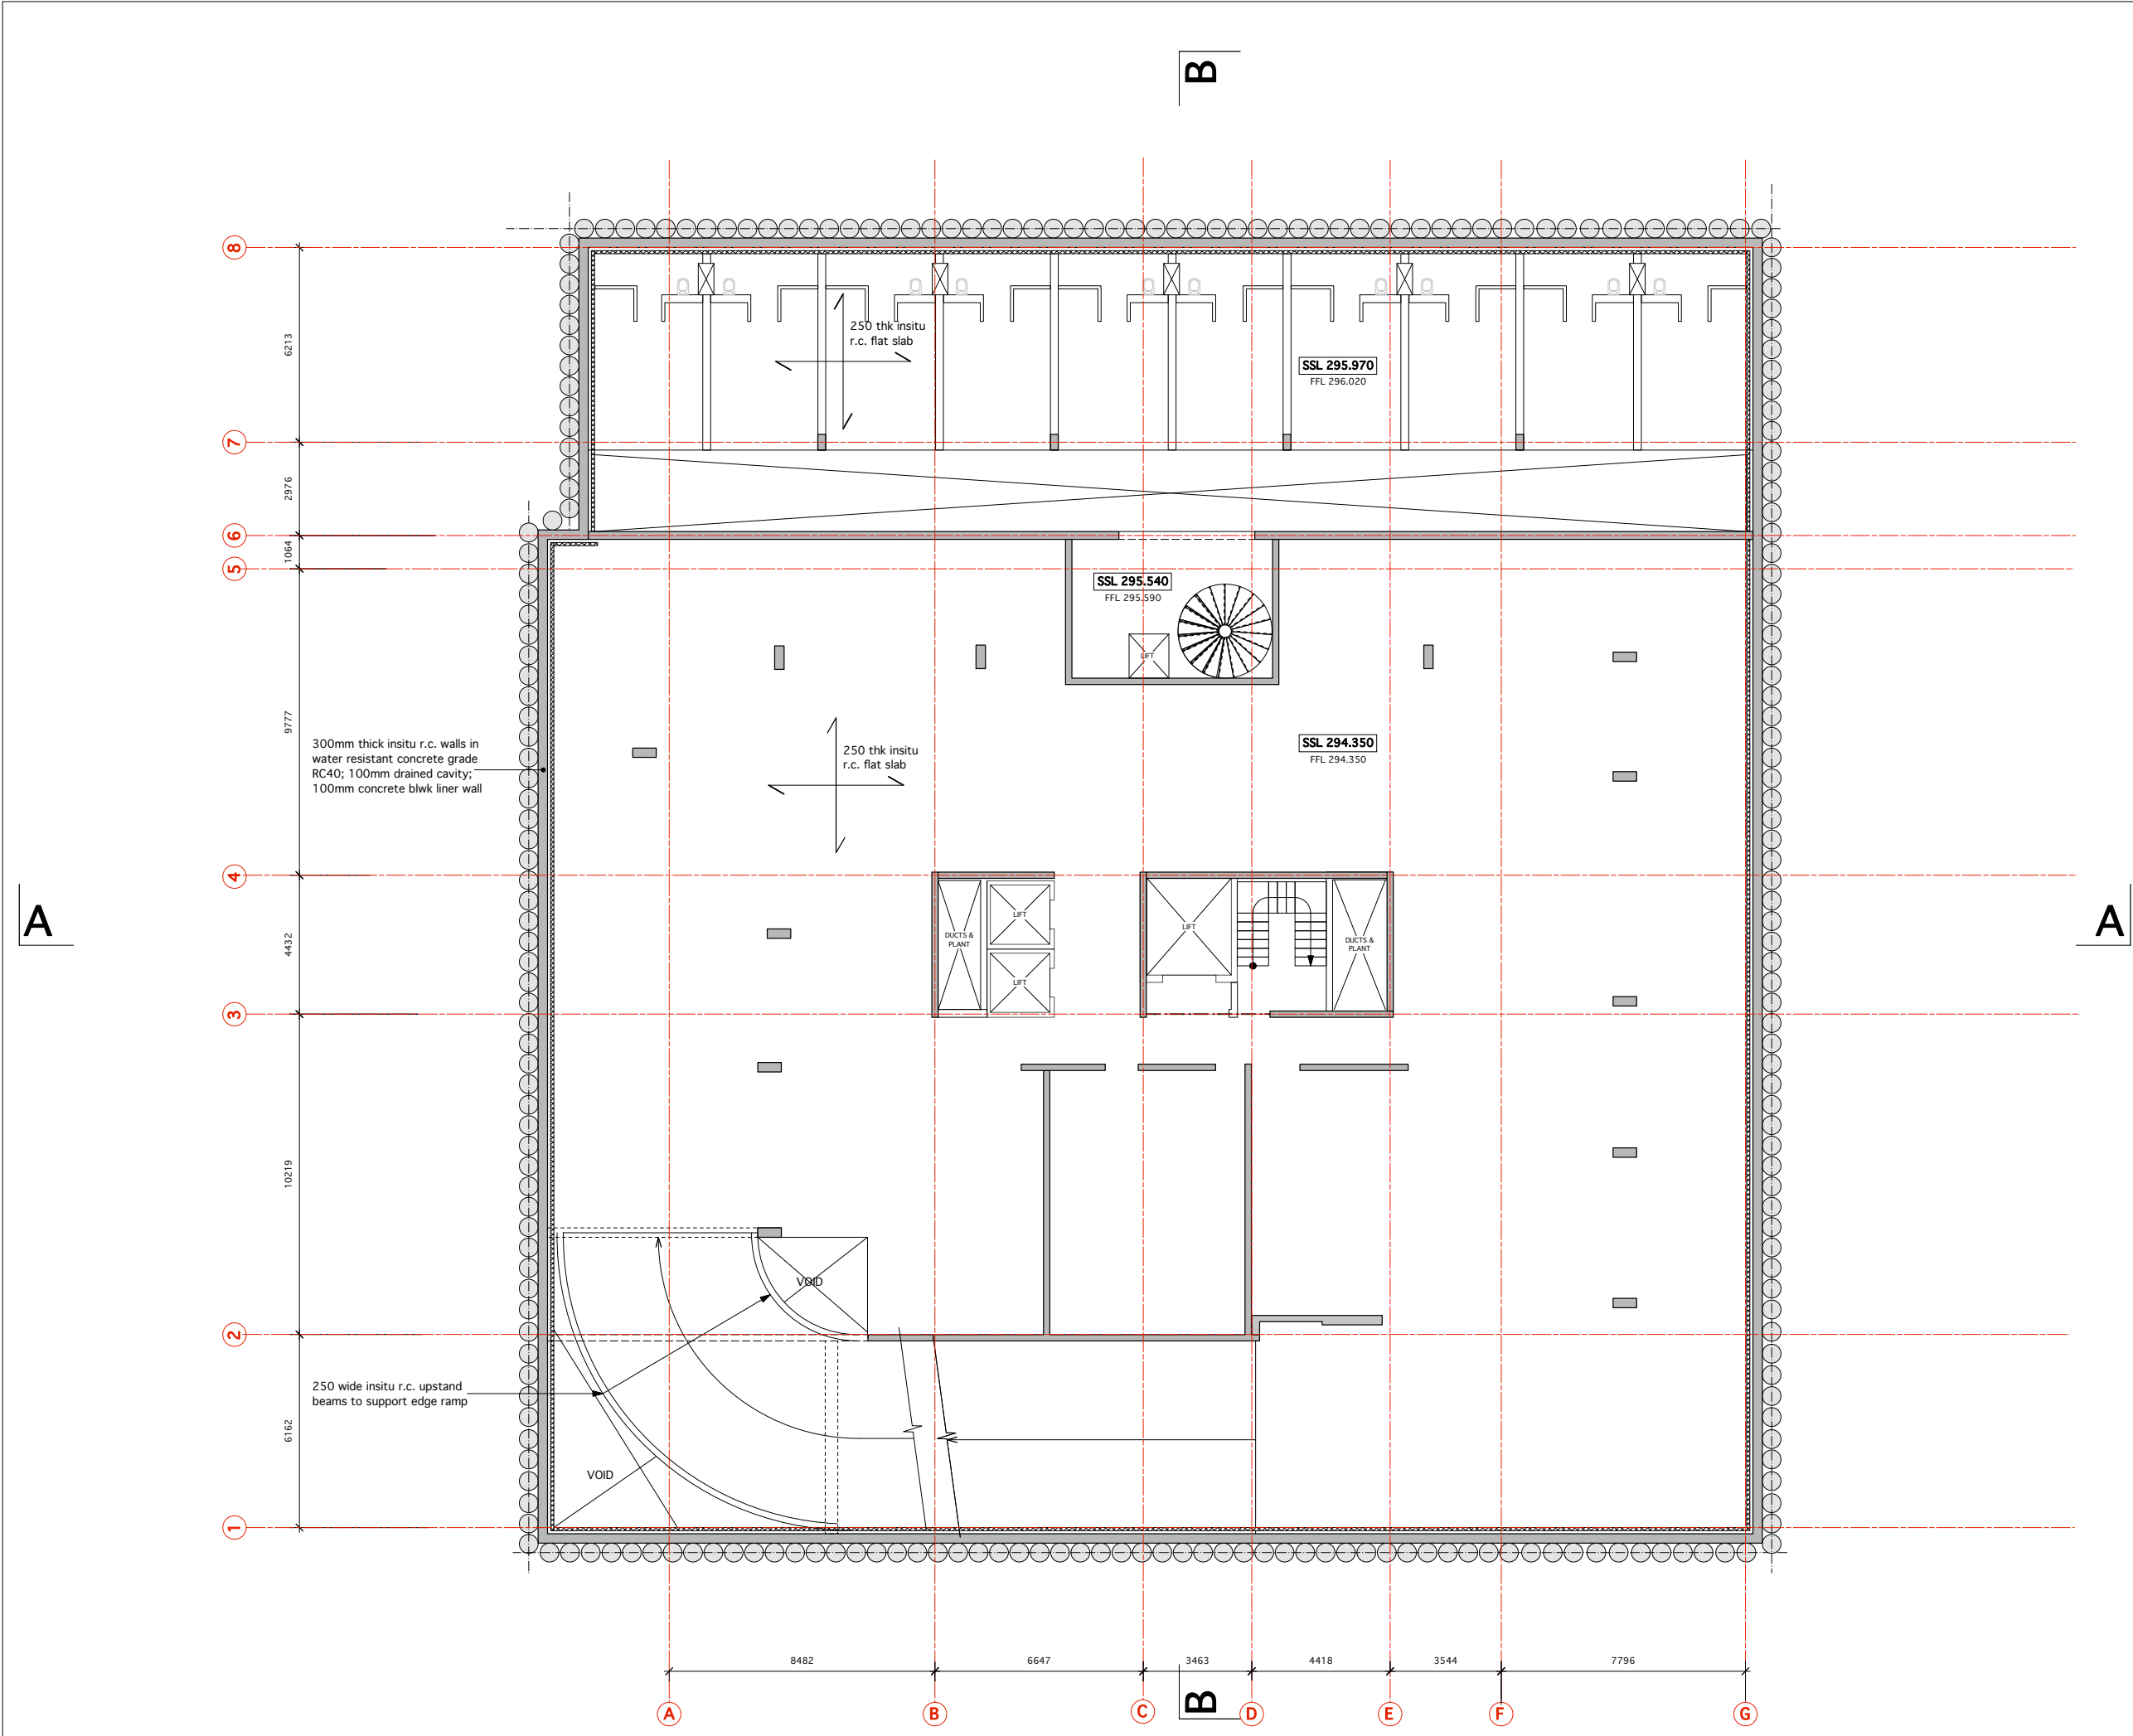 B
8
6213
250 thk insitu
r.c. flat slab
SSL 295.970
FFL 296.020
7
2976
6
1064
5
SSL 295.540
FFL 295.590
LIFT
9777
300mm thick insitu r.c. walls in
water resistant concrete grade
RC40; 100mm drained cavity;
100mm concrete blwk liner wall
250 thk insitu
r.c. flat slab
SSL 294.350
FFL 294.350
4
A
A
4432
DUCTS &
PLANT
LIFT
LIFT
LIFT
DUCTS &
PLANT
3
10219
VOID
2
250 wide insitu r.c. upstand
beams to support edge ramp
6162
VOID
1
8482
6647
3463
4418
3544
7796
B
A
B
C
D
E
F
G